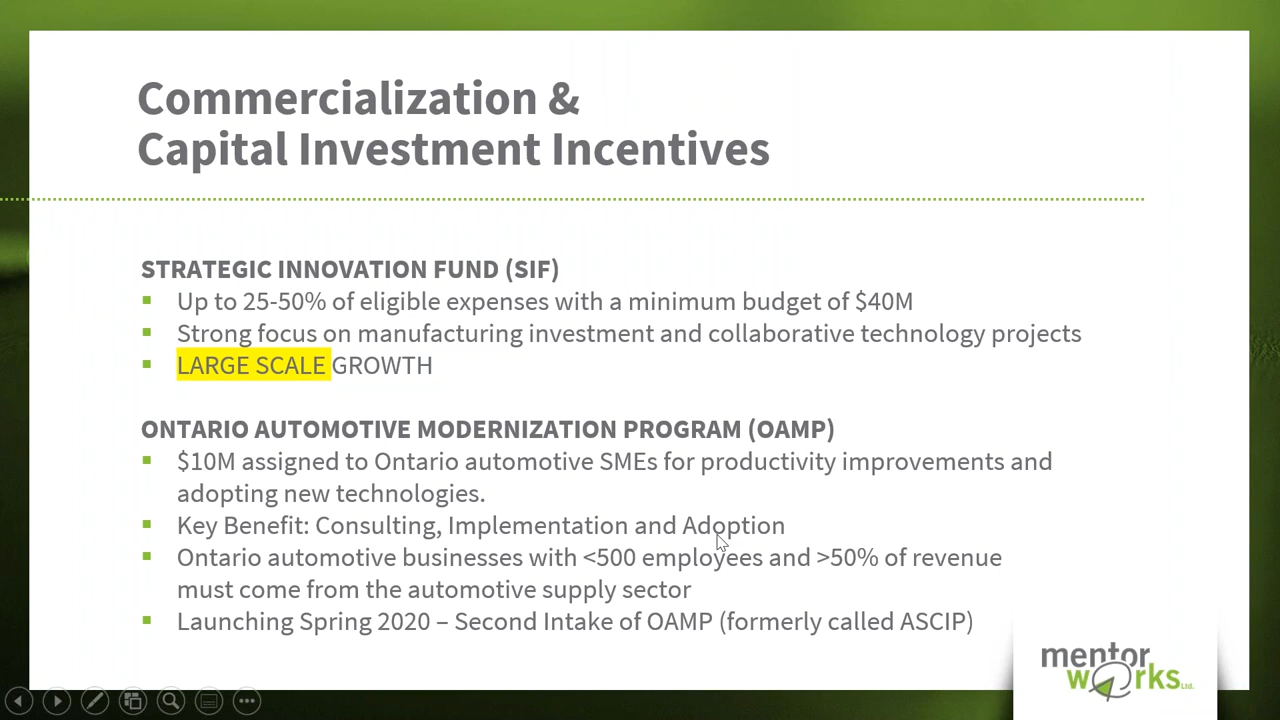 Commercialization &
Capital Investment Incentives
STRATEGIC INNOVATION FUND (SIF)
Up to 25-50% of eligible expenses with a minimum budget of $40M
Strong focus on manufacturing investment and collaborative technology projects
LARGE SCALE GROWTH
ONTARIO AUTOMOTIVE MODERNIZATION PROGRAM (OAMP)
$10M assigned to Ontario automotive SMEs for productivity improvements and
adopting new technologies.
Key Benefit: Consulting, Implementation and Adoption
Ontario automotive businesses with <500 employees and >50% of revenue
must come from the automotive supply sector
Launching Spring 2020 – Second Intake of OAMP (formerly called ASCIP)
mentor
works Ltd.